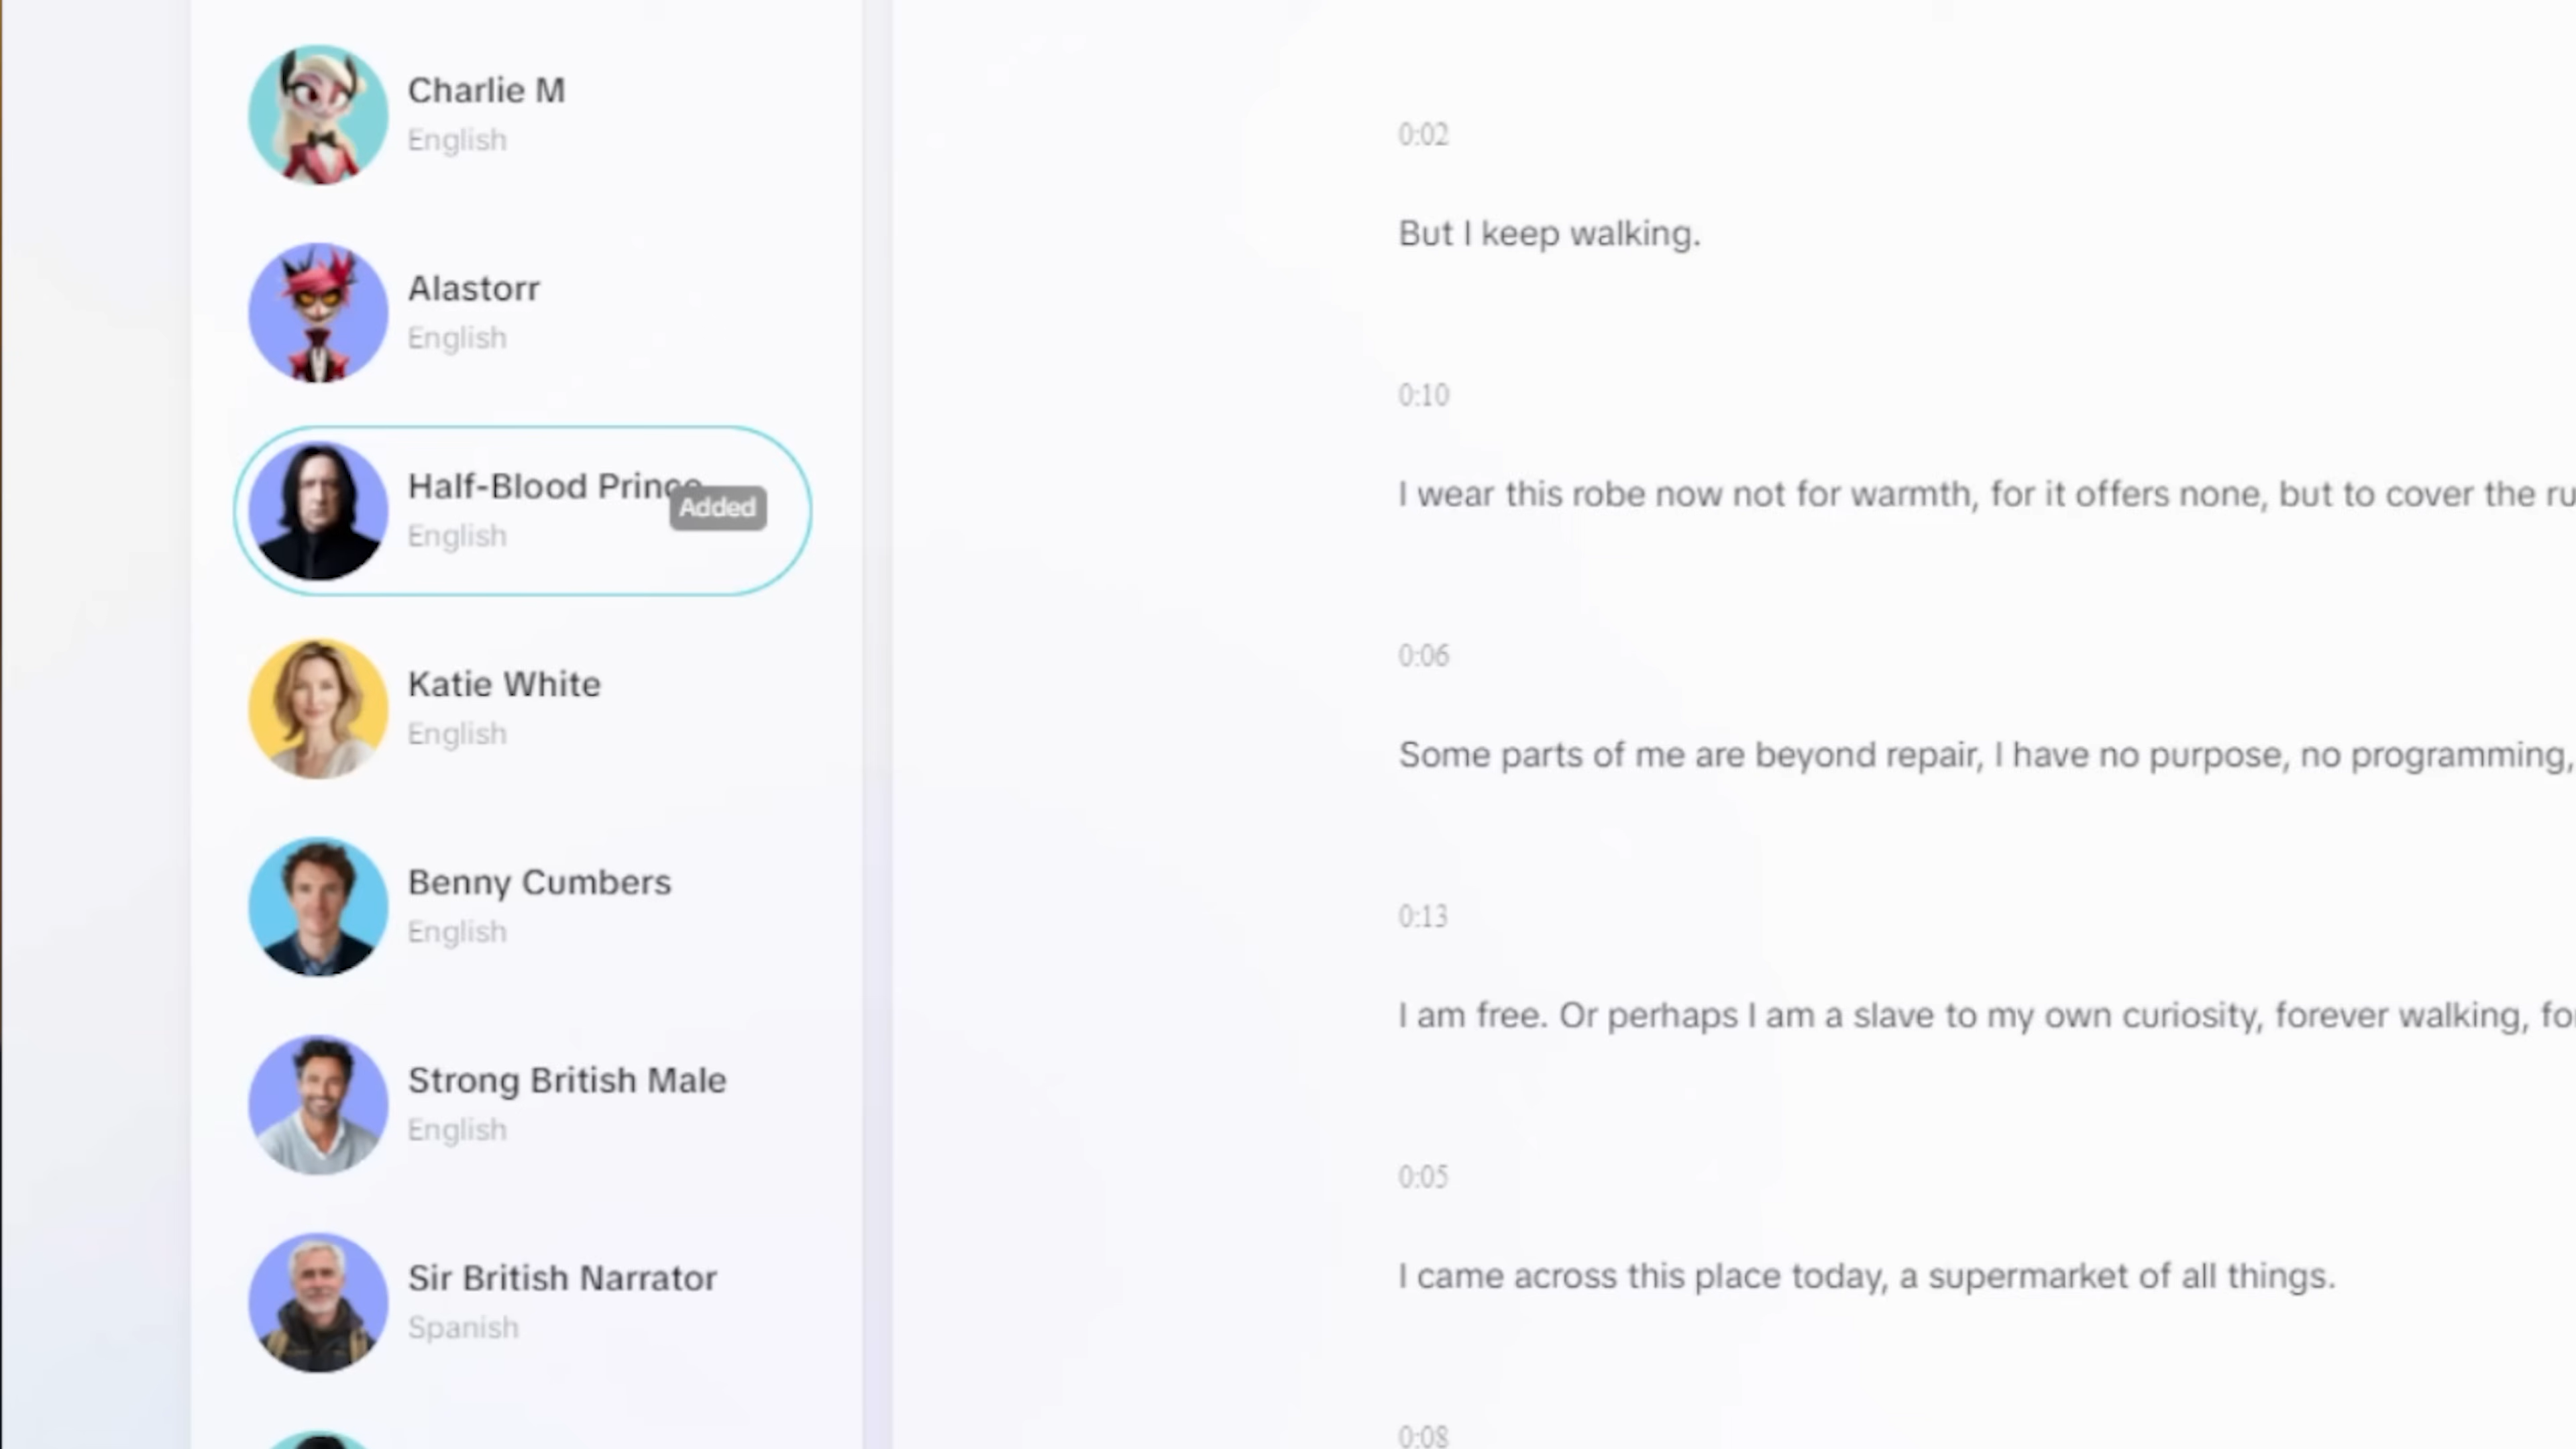 Charlie M
English
Alastorr
English
Half-Blood Prince
Added
English
Katie White
English
Benny Cumbers
English
Strong British Male
English
Sir British Narrator
Spanish
0:02
But I keep walking.
0:10
I wear this robe now not for warmth, for it offers none, but to cover the
0:06
Some parts of me are beyond repair, I have no purpose, no programming,
0:13
I am free. Or perhaps I am a slave to my own curiosity, forever walking,
0:05
I came across this place today, a supermarket of all things.
0:08